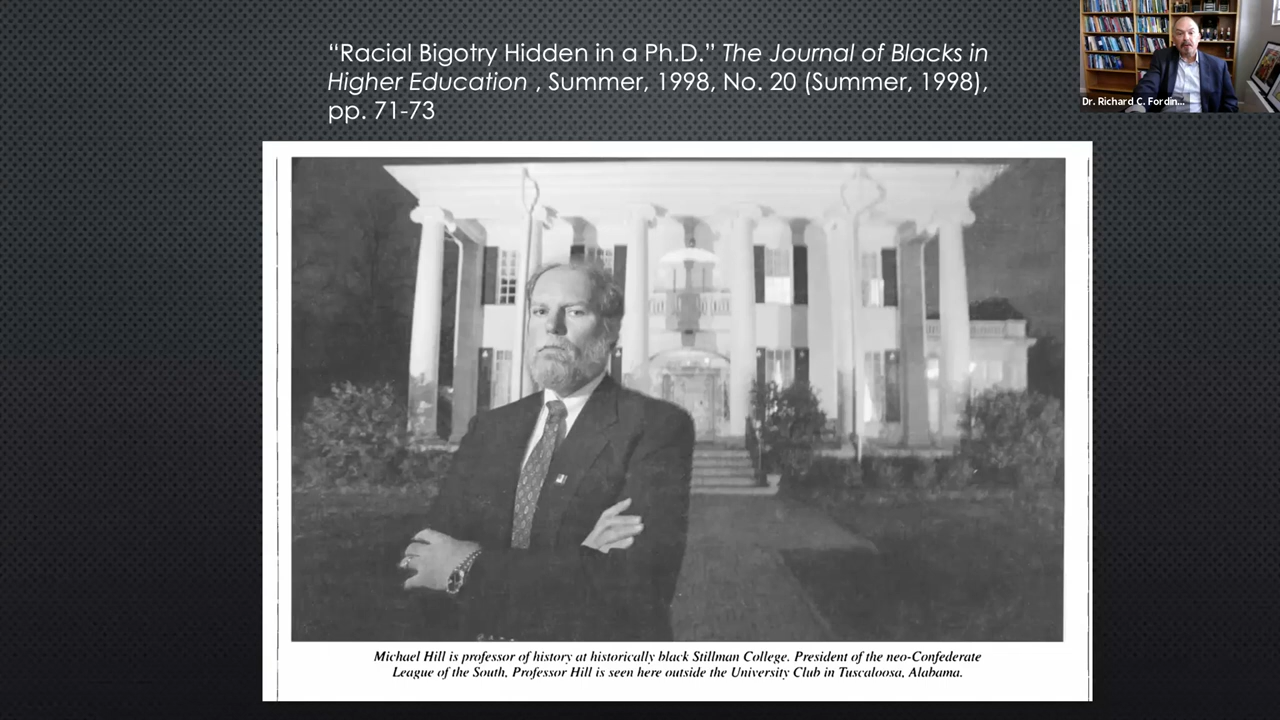 “Racial Bigotry Hidden in a Ph.D.” The Journal of Blacks in
Higher Education , Summer, 1998, No. 20 (Summer, 1998),
pp. 71-73
Dr. Richard C. Fordin...
Michael Hill is professor of history at historically black Stillman College. President of the neo-Confederate
League of the South, Professor Hill is seen here outside the University Club in Tuscaloosa, Alabama.